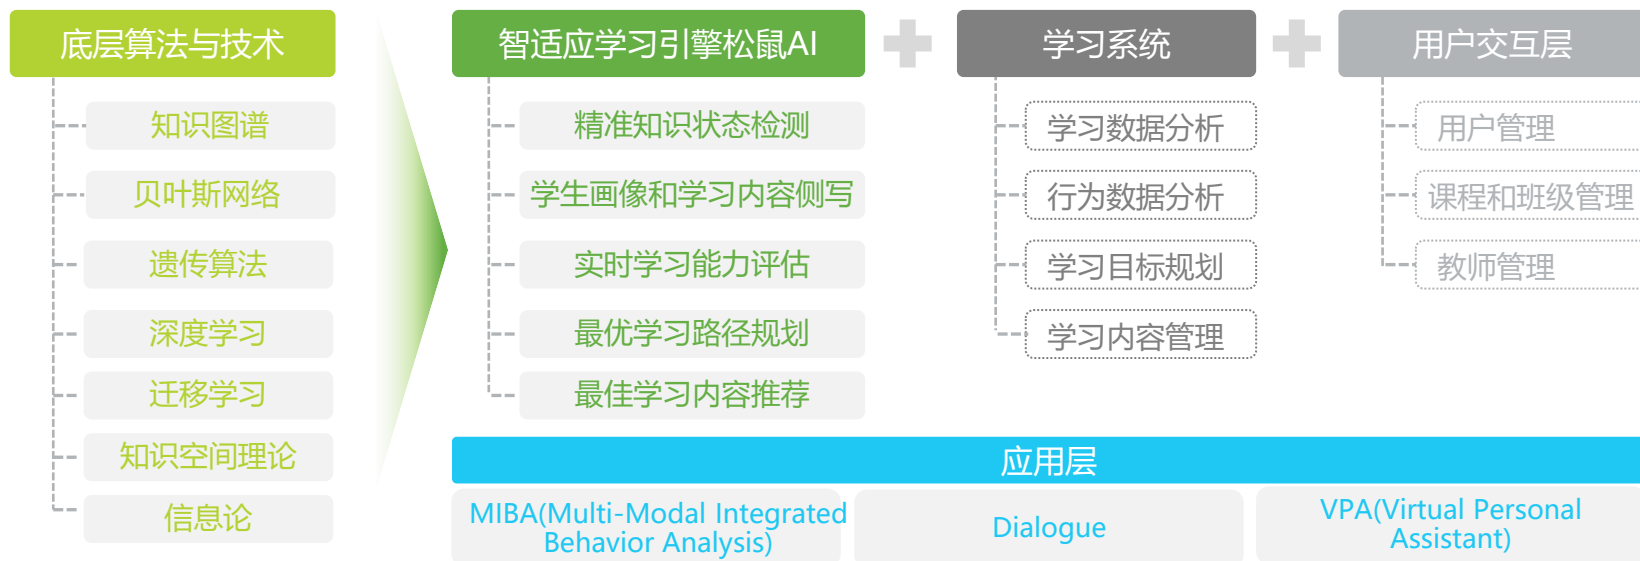 底层算法与技术
知识图谱
贝叶斯网络
遗传算法
深度学习
迁移学习
知识空间理论
信息论
智适应学习引擎松鼠AI
精准知识状态检测
学生画像和学习内容侧写
实时学习能力评估
最优学习路径规划
最佳学习内容推荐
学习系统
学习数据分析
行为数据分析
学习目标规划
学习内容管理
用户交互层
用户管理
课程和班级管理
教师管理
应用层
MIBA(Multi-Modal Integrated
Behavior Analysis)
Dialogue
VPA(Virtual Personal
Assistant)